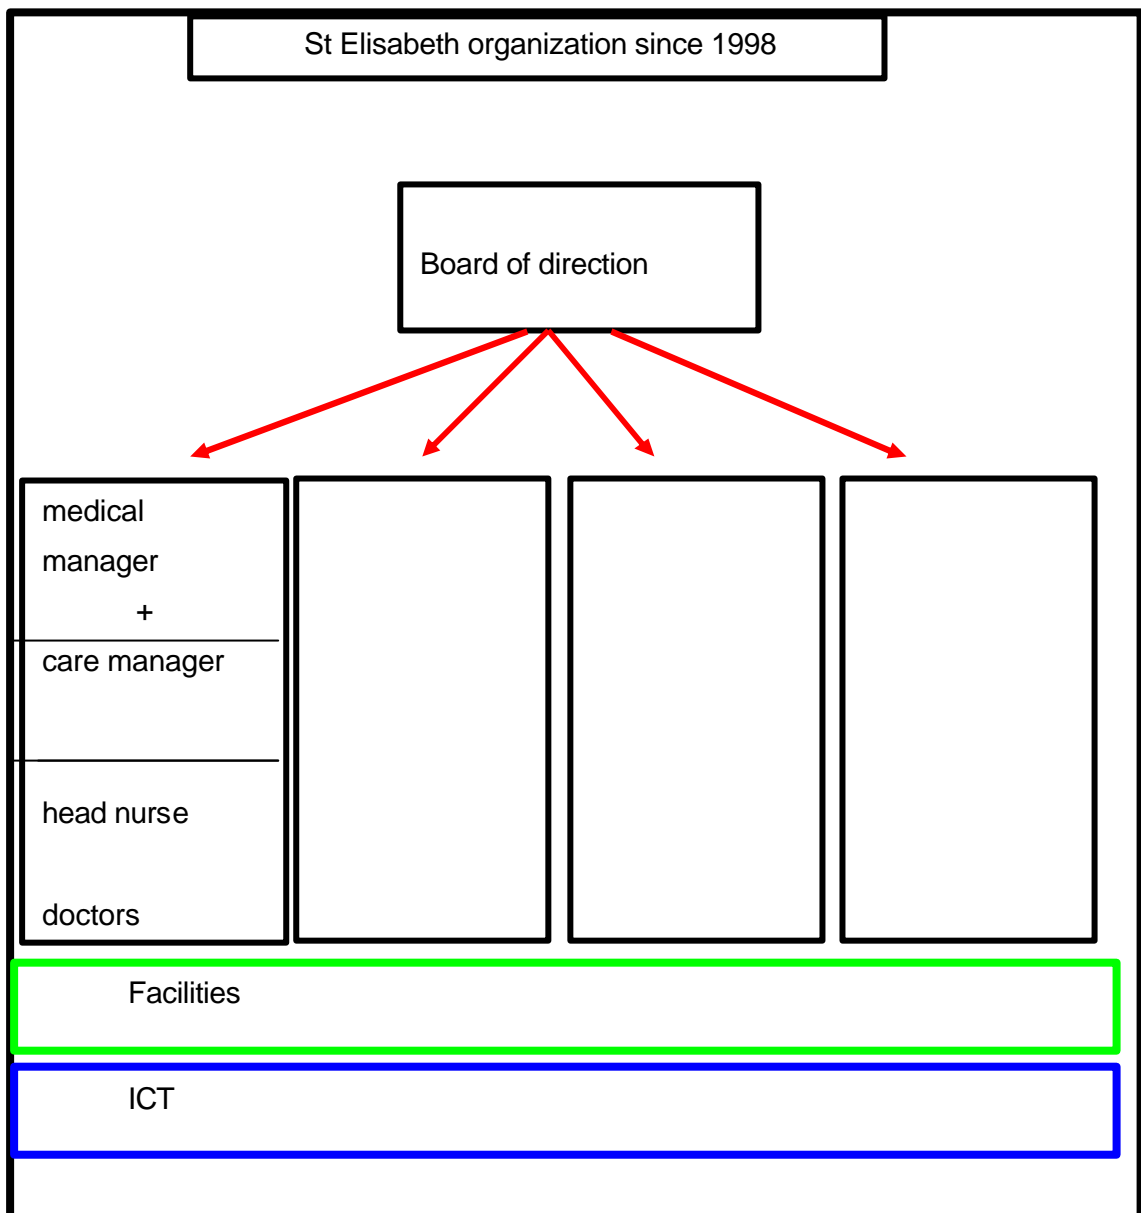 St Elisabeth organization since 1998
Board of direction
medical
manager
+
care manager
head nurse
doctors
Facilities
ICT